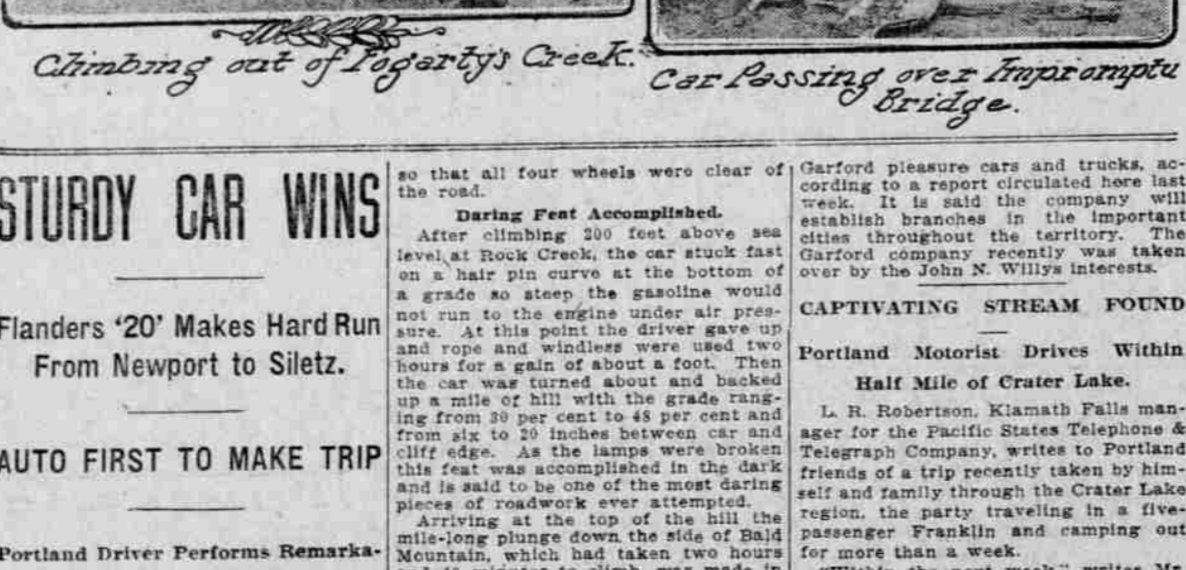 Climbing out of Fogarty's Creek.
Car Passing over Impromptu
Bridge.
STURDY CAR WINS
Flanders '20' Makes Hard Run
From Newport to Siletz.
AUTO FIRST TO MAKE TRIP
Portland Driver Performs Remarka-
so that all four wheels were clear of
the road.
Daring Feat Accomplished.
After climbing 200 feet above sea
level at Rock Creek, the car stuck fast
on a hair pin curve at the bottom of
a grade so steep the gasoline would
not run to the engine under air pres-
sure. At this point the driver gave up
and rope and windless were used two
hours for a gain of about a foot. Then
the car was turned about and backed
up a mile of hill with the grade rang-
ing from 30 per cent to 48 per cent and
from six to 20 inches between car and
cliff edge. As the lamps were broken
this feat was accomplished in the dark
and is said to be one of the most daring
pieces of roadwork ever attempted.
Arriving at the top of the hill the
mile-long plunge down the side of Bald
Mountain, which had taken two hours
Garford pleasure cars and trucks, ac-
cording to a report circulated here last
week. It is said the company will
establish branches in the important
cities throughout the territory. The
Garford company recently was taken
over by the John N. Willys interests.
CAPTIVATING STREAM FOUND
Portland Motorist Drives Within
Half Mile of Crater Lake.
L. R. Robertson, Klamath Falls man-
ager for the Pacific States Telephone &
Telegraph Company, writes to Portland
friends of a trip recently taken by him-
self and family through the Crater Lake
region, the party traveling in a five-
passenger Franklin and camping out
for more than a week.